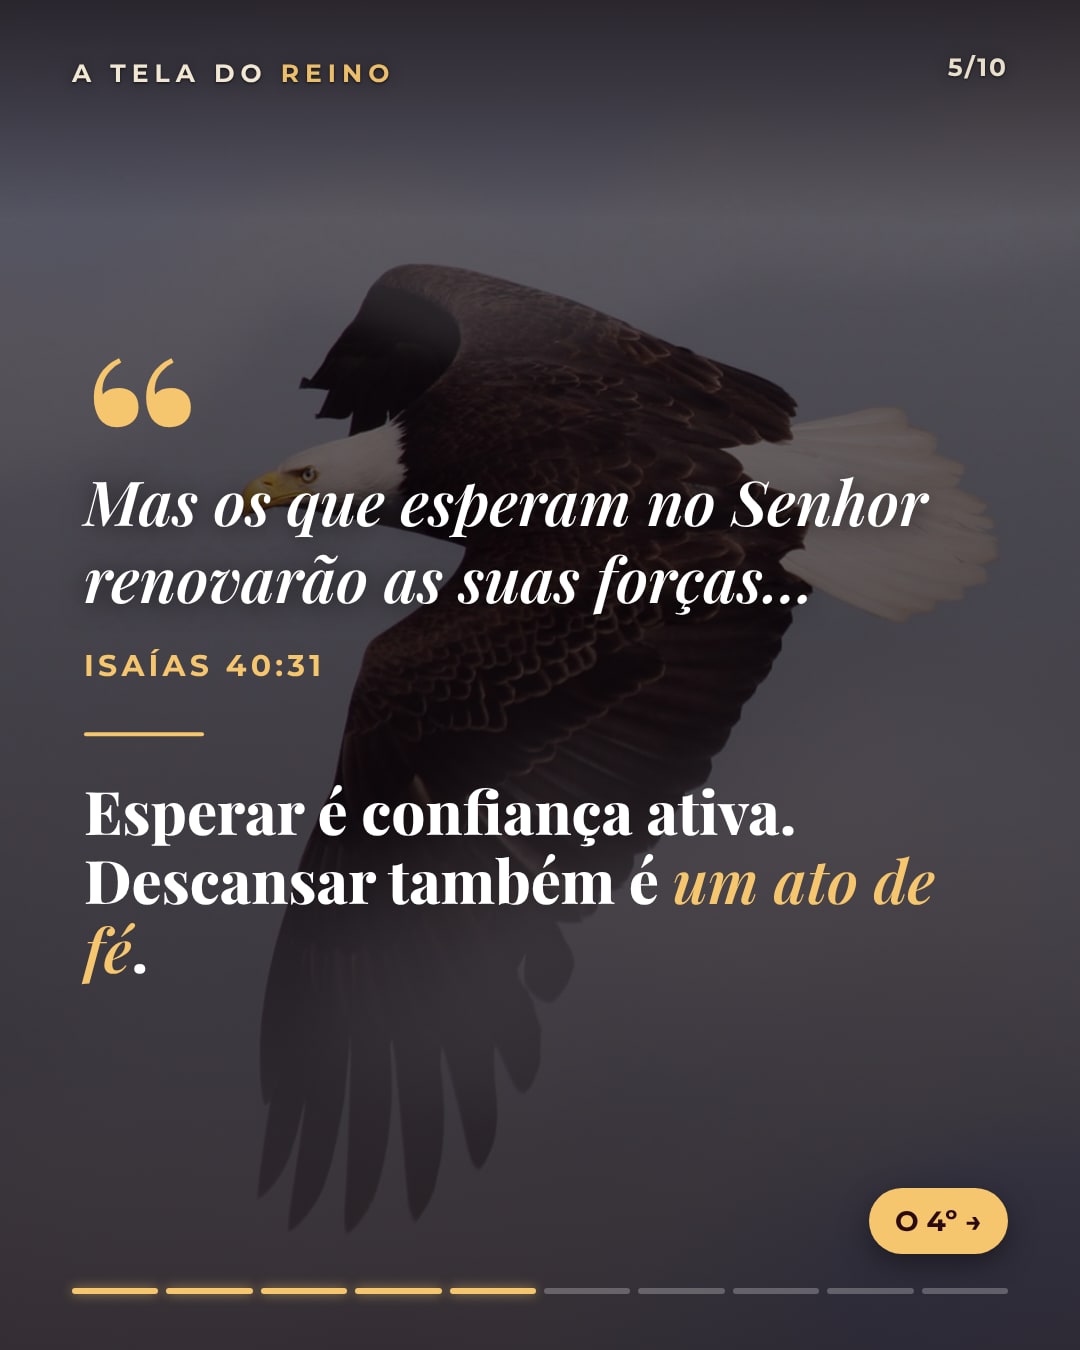 A TELA DO REINO
5/10
“
Mas os que esperam no Senhor
renovarão as suas forças...
ISAÍAS 40:31
Esperar é confiança ativa.
Descansar também é um ato de
fé.
O 4º →